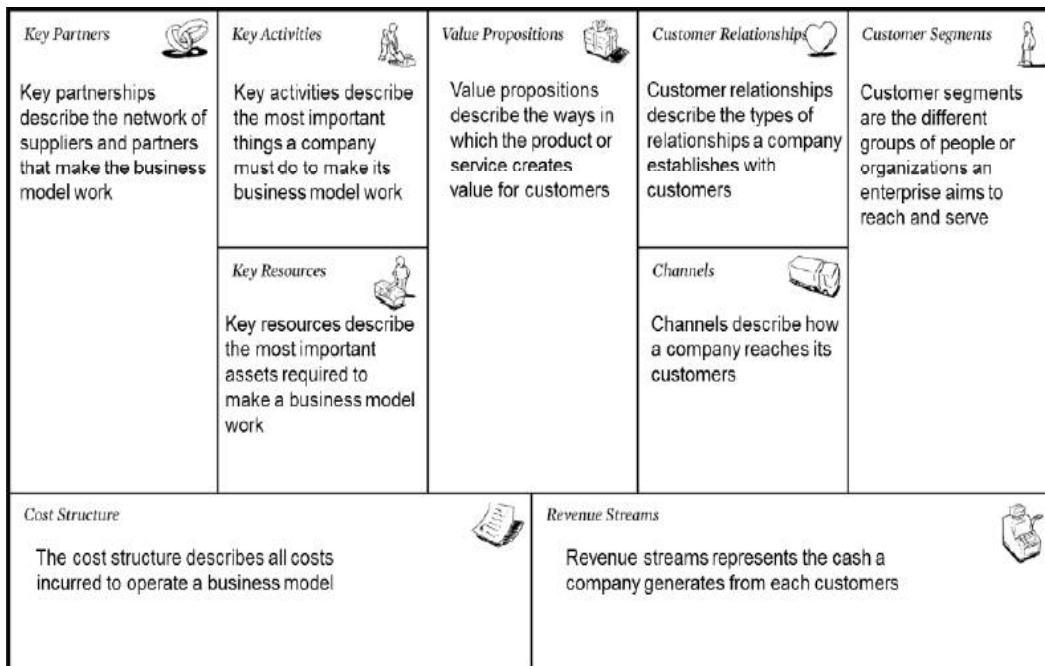 Key Partners
Key partnerships
describe the network of
suppliers and partners
that make the business
model work
Key Activities
Key activities describe
the most important
things a company
must do to make its
business model work
Key Resources
Key resources describe
the most important
assets required to
make a business model
work
Value Propositions
Value propositions
describe the ways in
which the product or
service creates
value for customers
Customer Relationships
Customer relationships
describe the types of
relationships a company
establishes with
customers
Channels
Channels describe how
a company reaches its
customers
Customer Segments
Customer segments
are the different
groups of people or
organizations an
enterprise aims to
reach and serve
Cost Structure
The cost structure describes all costs
incurred to operate a business model
Revenue Streams
Revenue streams represents the cash a
company generates from each customers